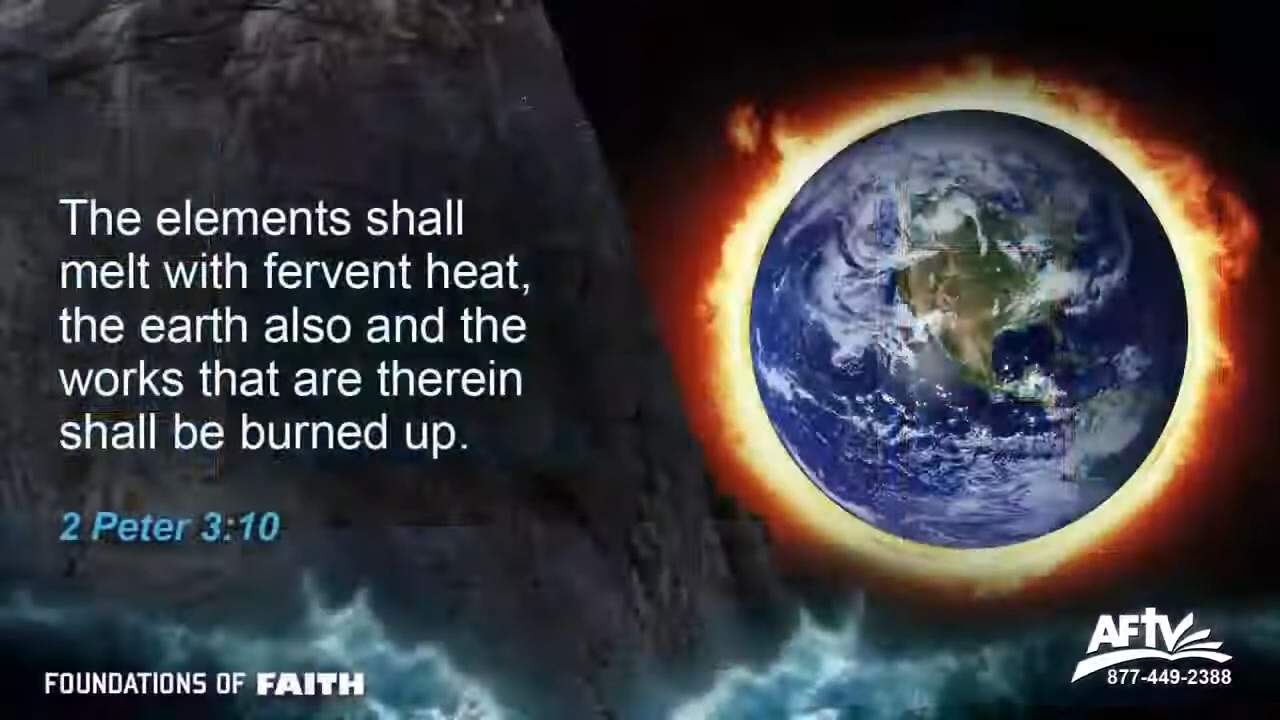 The elements shall
melt with fervent heat,
the earth also and the
works that are therein
shall be burned up.
2 Peter 3:10
FOUNDATIONS OF FAITH
AFTV
877-449-2388